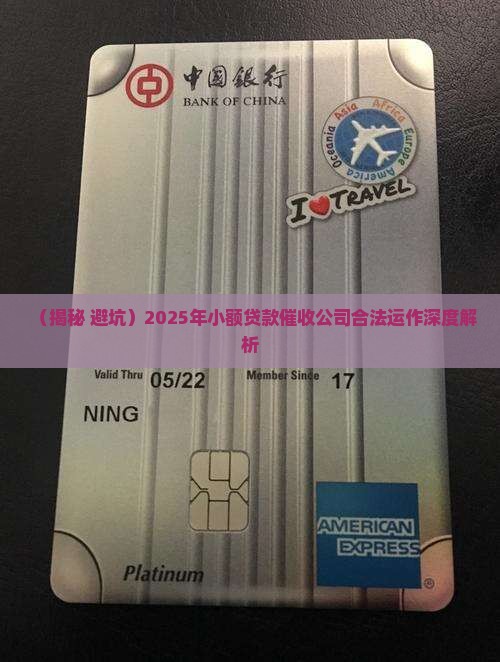 中國銀行
BANK OF CHINA
Oceania Asia Africa Europe America
I TRAVEL
（揭秘 避坑）2025年小额贷款催收公司合法运作深度解
析
Valid Thru 05/22 Member Since 17
NING
AMERICAN
EXPRESS
®
Platinum